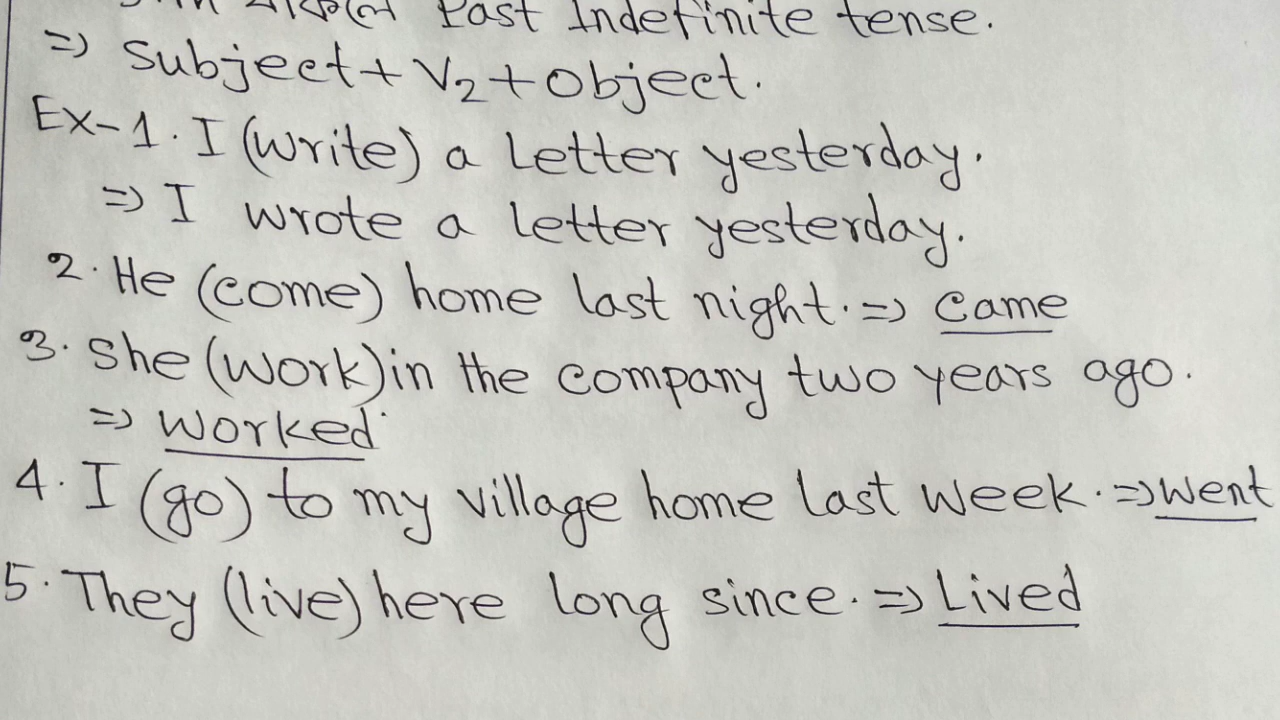 থাকলে Past Indefinite tense.
=> Subject + V2 + Object.
Ex-1. I (write) a letter yesterday.
=> I wrote a letter yesterday.
2. He (come) home last night. => came
3. She (work) in the company two years ago.
=> worked
4. I (go) to my village home last week. => went
5. They (live) here long since. => Lived